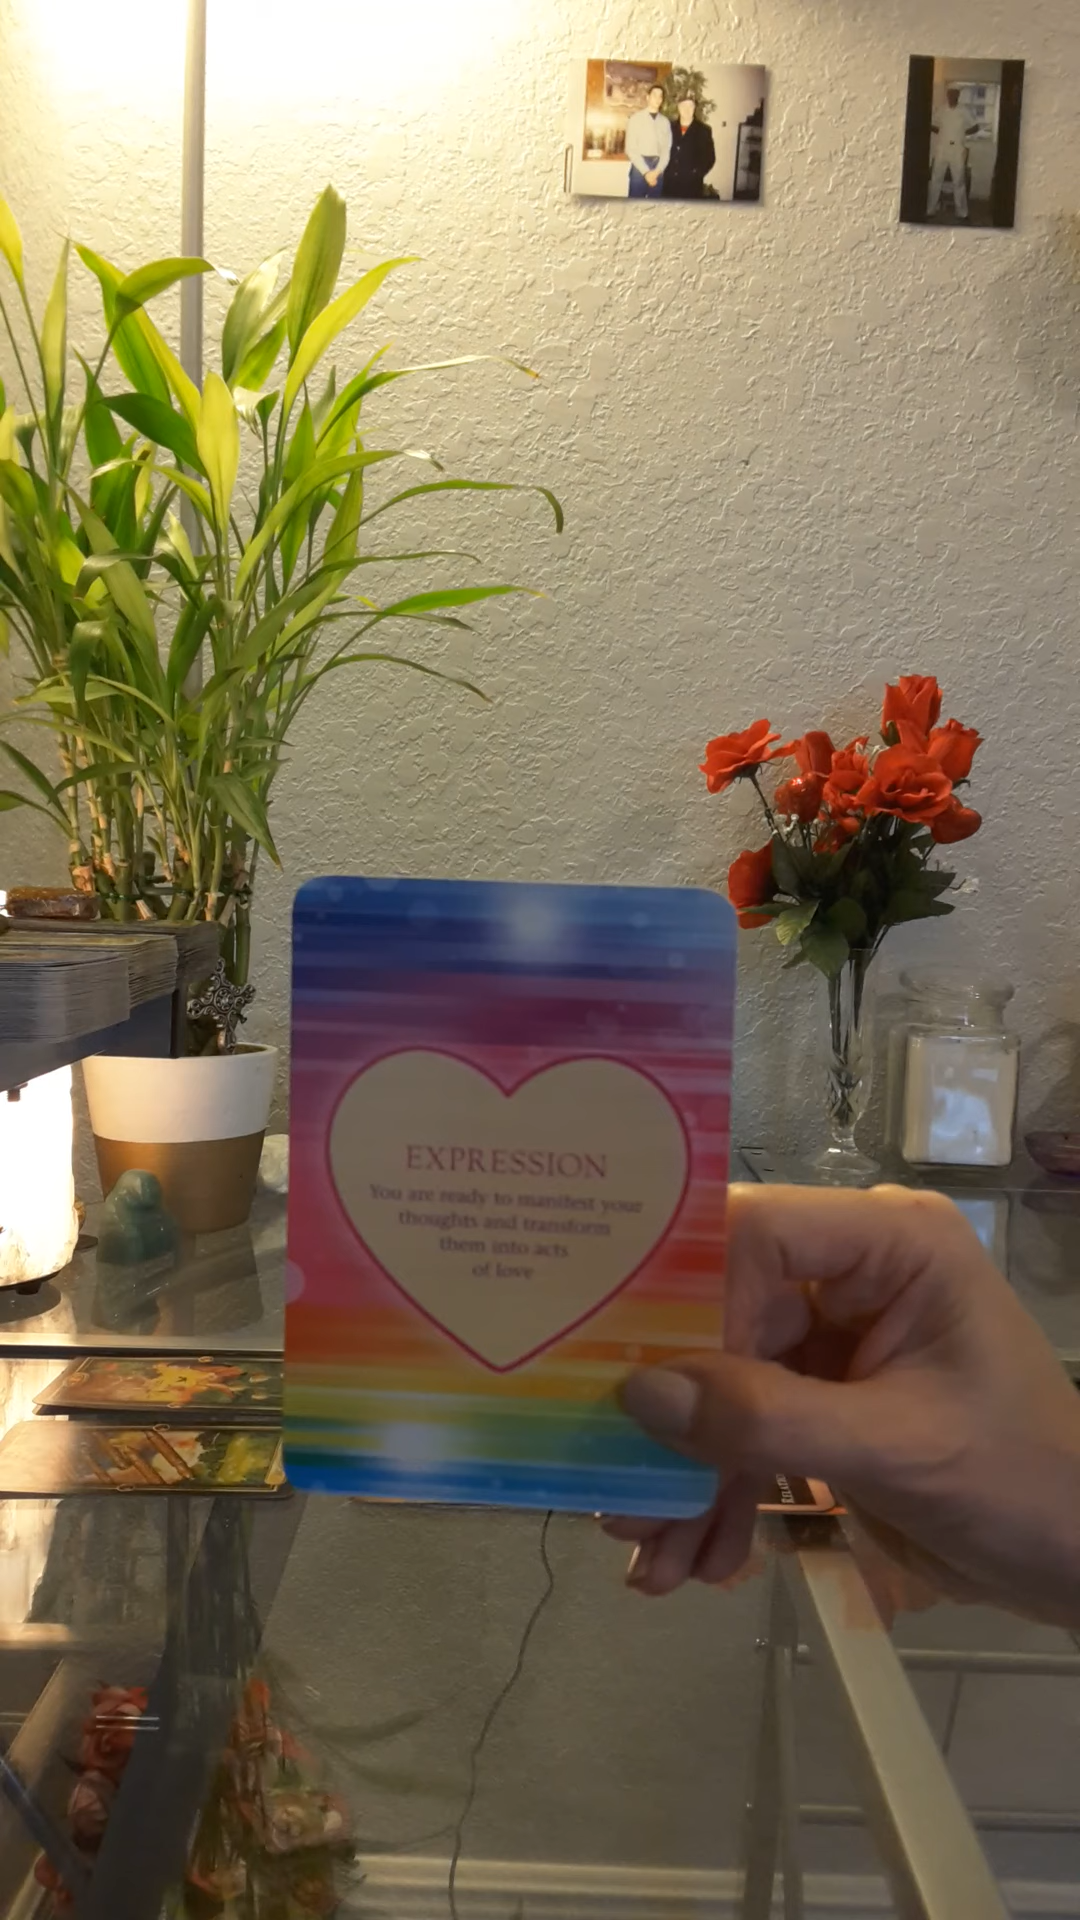 EXPRESSION
You are ready to manifest your
thoughts and transform
them into acts
of love